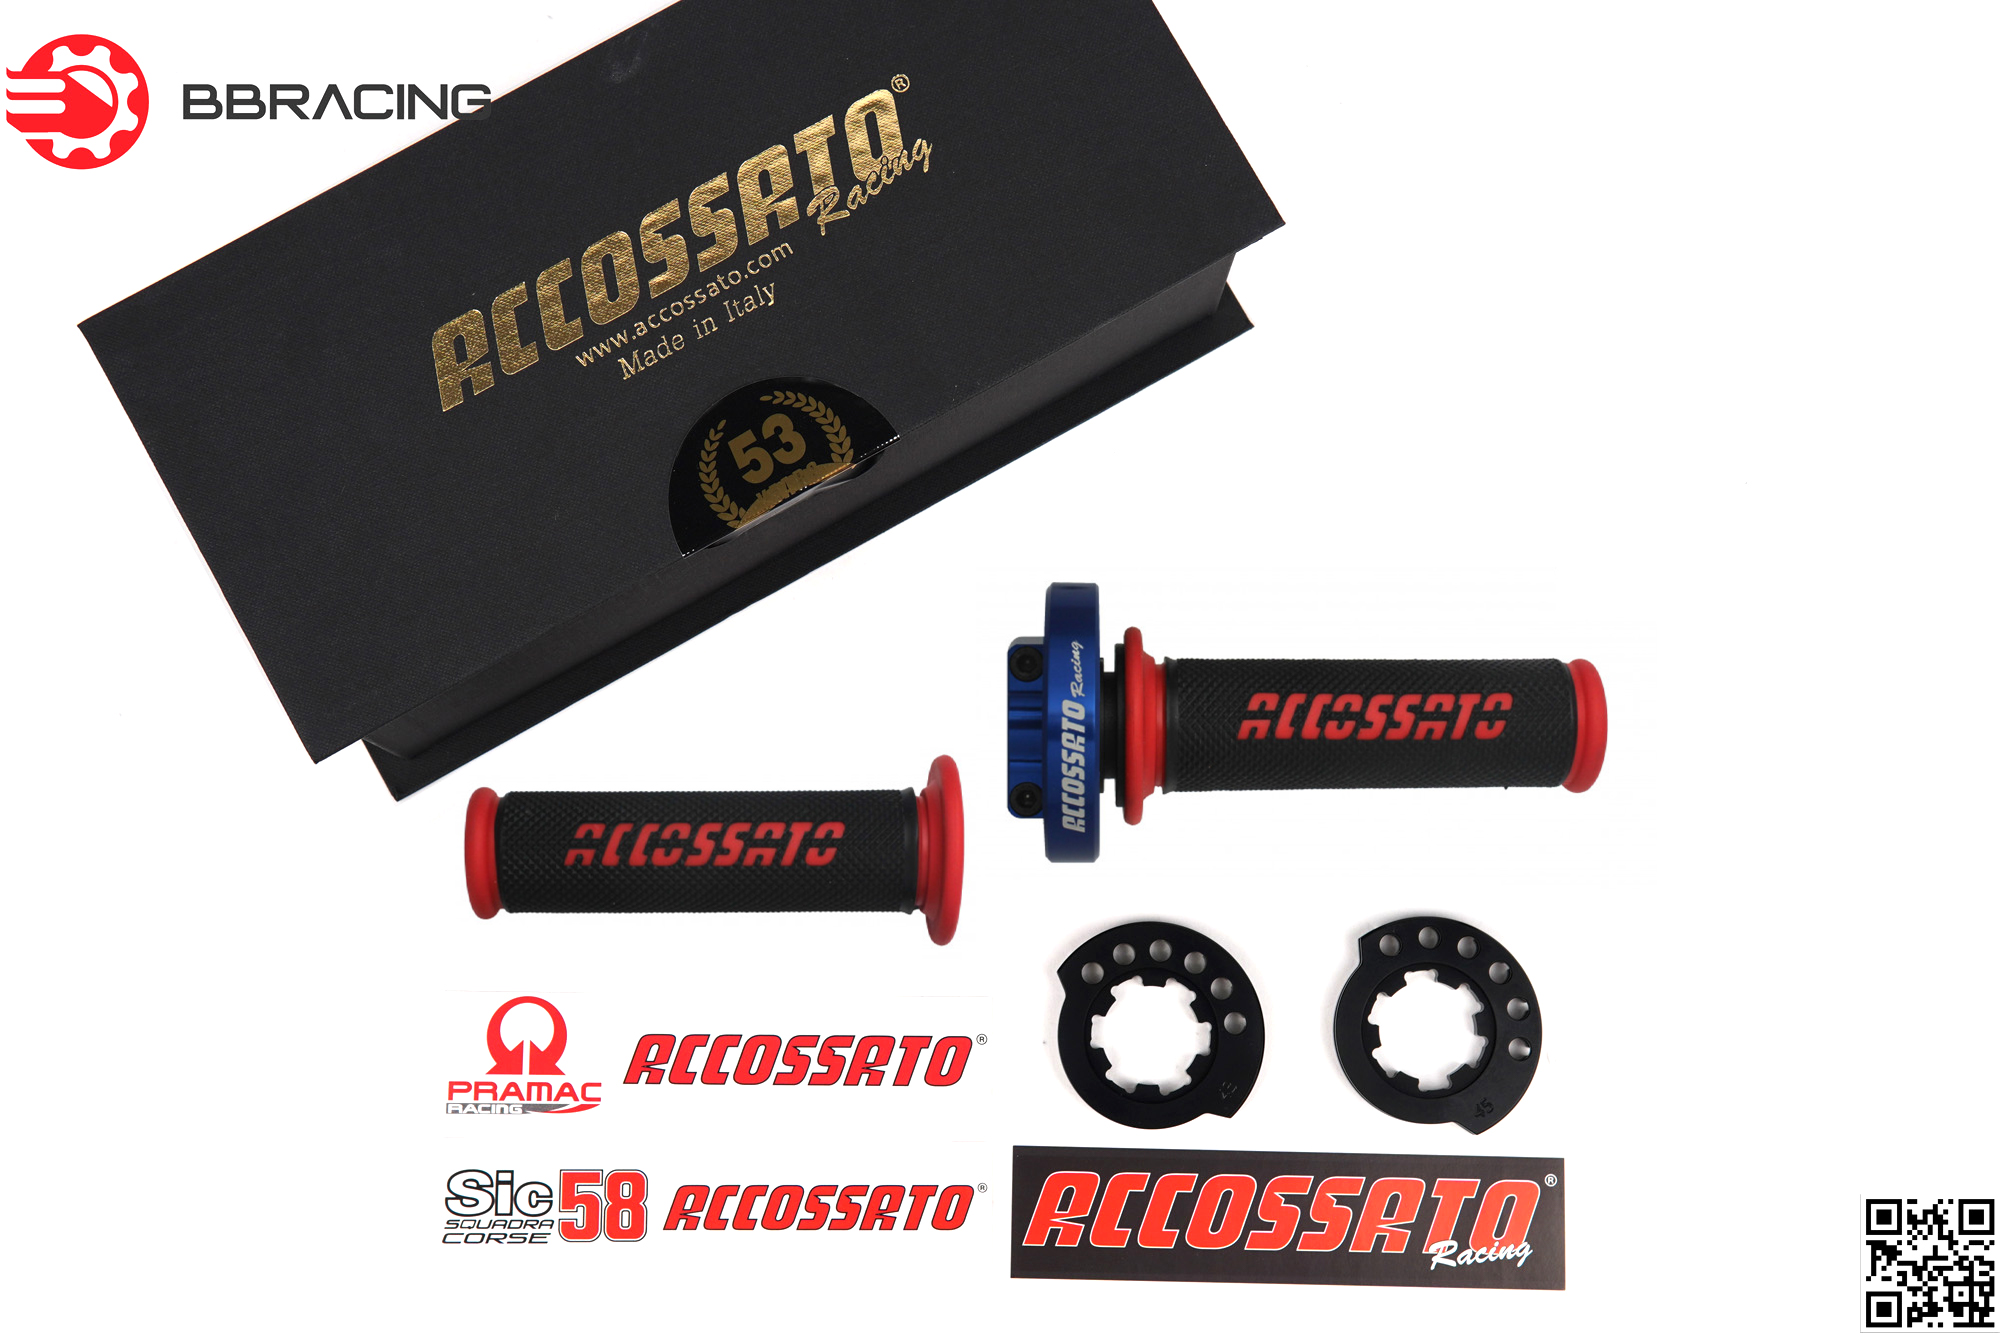 BBRACING
ACCOSSATO®
Racing
www.accossato.com
Made in Italy
53
ACCOSSATO Racing
ACCOSSATO
ACCOSSATO
PRAMAC
RACING
ACCOSSATO®
45
Sic 58
SQUADRA
CORSE
ACCOSSATO®
ACCOSSATO®
Racing